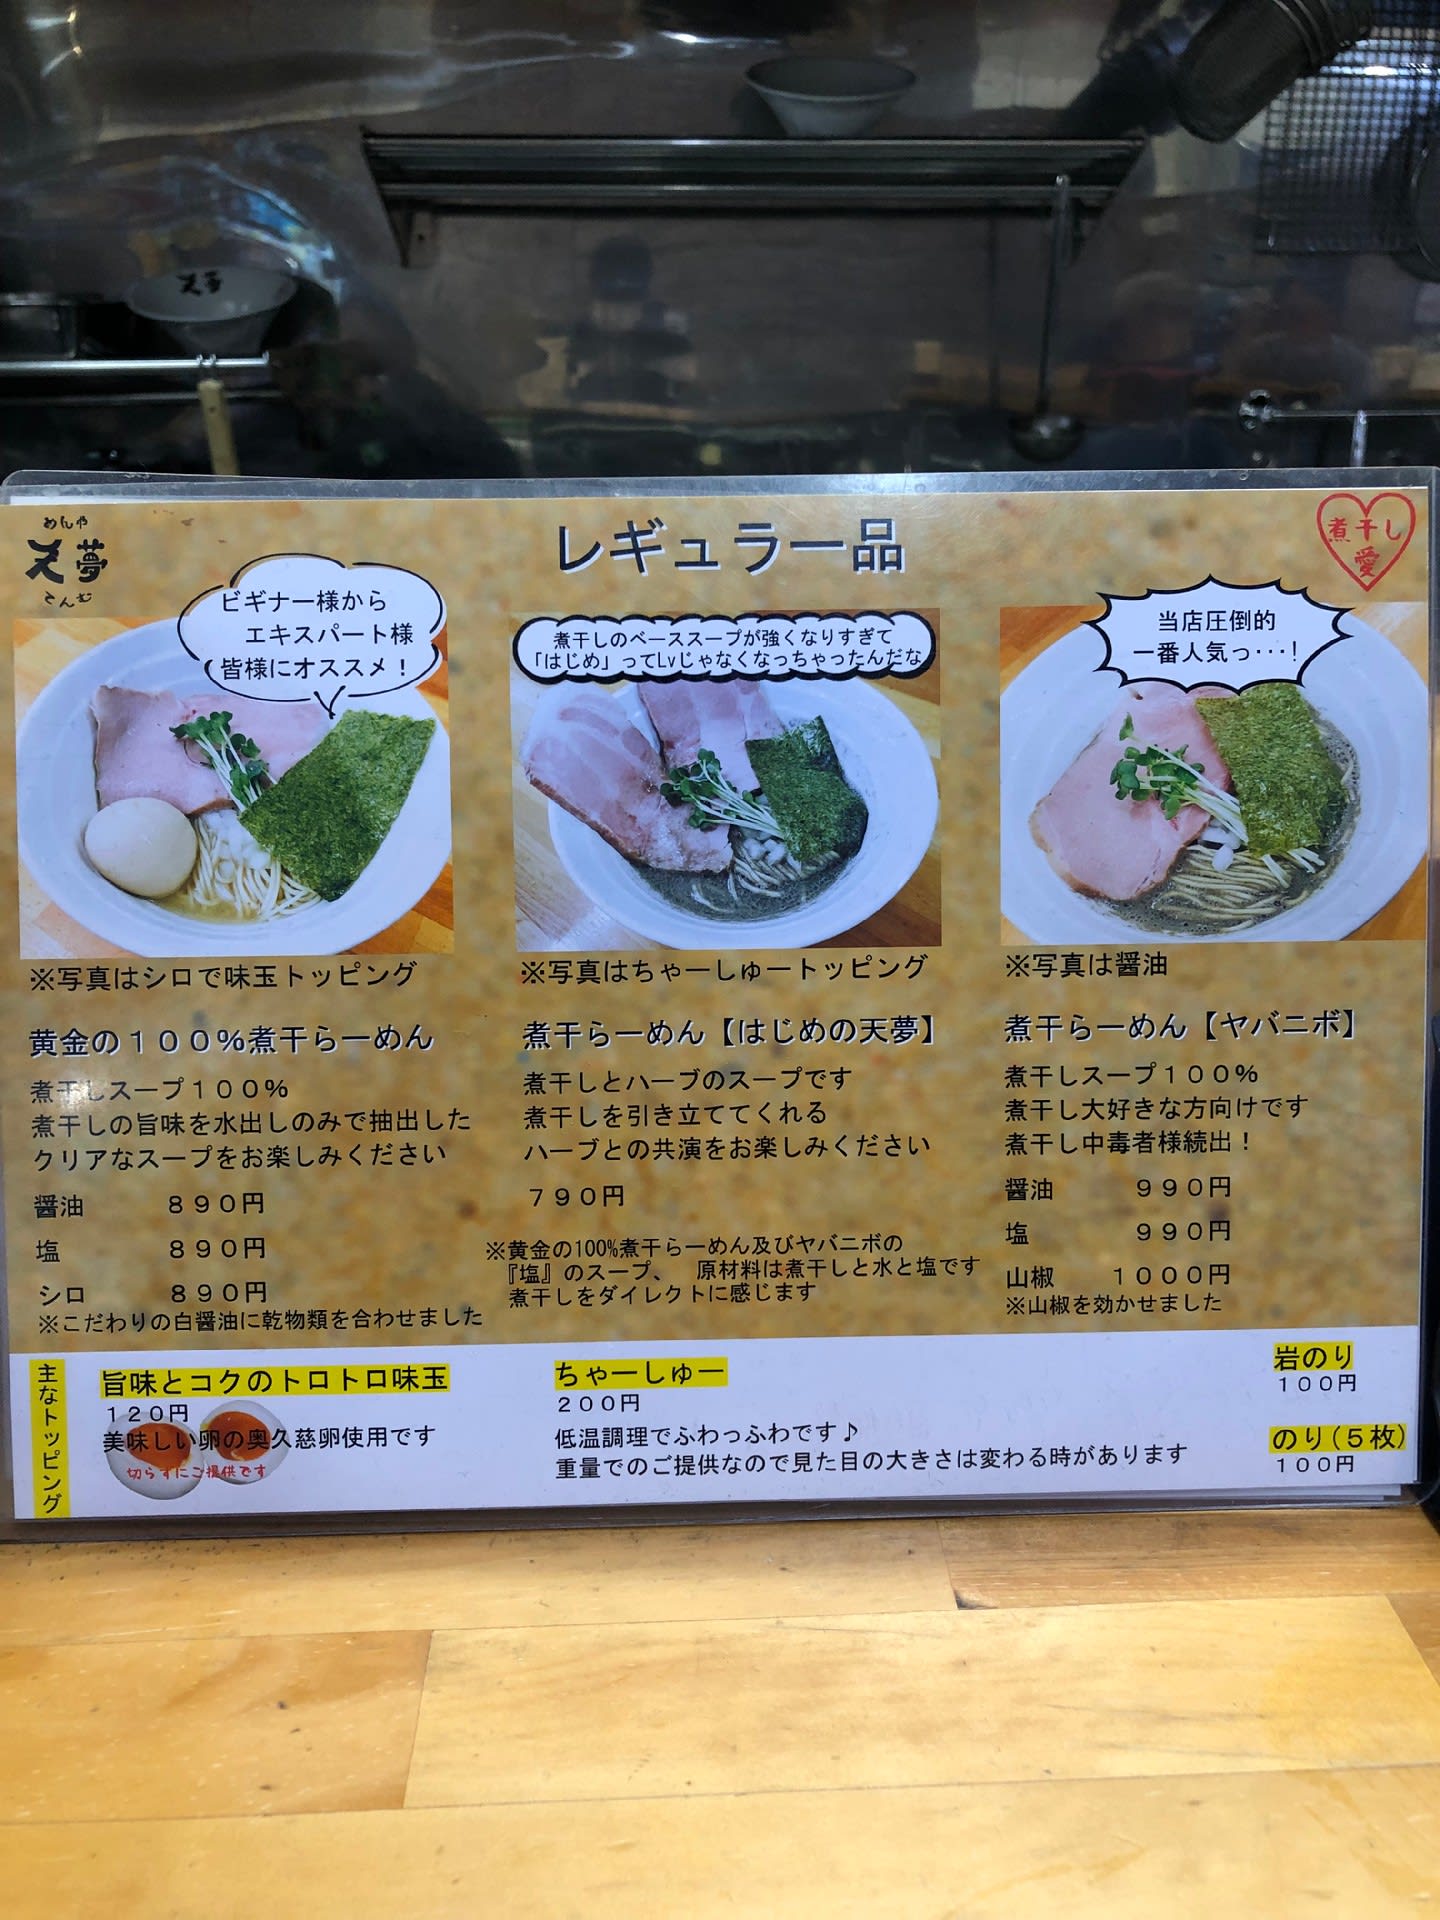 天夢
めんや
天夢
てんむ
レギュラー品
煮干し
愛
ビギナー様から
エキスパート様
皆様にオススメ！
煮干しのベーススープが強くなりすぎて
「はじめ」ってLvじゃなくなっちゃったんだな
当店圧倒的
一番人気っ･･･!
※写真はシロで味玉トッピング
黄金の１００％煮干らーめん
煮干しスープ１００％
煮干しの旨味を水出しのみで抽出した
クリアなスープをお楽しみください
醤油　８９０円
塩　８９０円
シロ　８９０円
※こだわりの白醤油に乾物類を合わせました
※写真はちゃーしゅートッピング
煮干らーめん【はじめの天夢】
煮干しとハーブのスープです
煮干しを引き立ててくれる
ハーブとの共演をお楽しみください
７９０円
※黄金の100%煮干らーめん及びヤバニボの
『塩』のスープ、　原材料は煮干しと水と塩です
煮干しをダイレクトに感じます
※写真は醤油
煮干らーめん【ヤバニボ】
煮干しスープ１００％
煮干し大好きな方向けです
煮干し中毒者様続出！
醤油　９９０円
塩　９９０円
山椒　１０００円
※山椒を効かせました
主なトッピング
旨味とコクのトロトロ味玉
１２０円
美味しい卵の奥久慈卵使用です
切らずにご提供です
ちゃーしゅー
２００円
低温調理でふわっふわです♪
重量でのご提供なので見た目の大きさは変わる時があります
岩のり
１００円
のり（５枚）
１００円